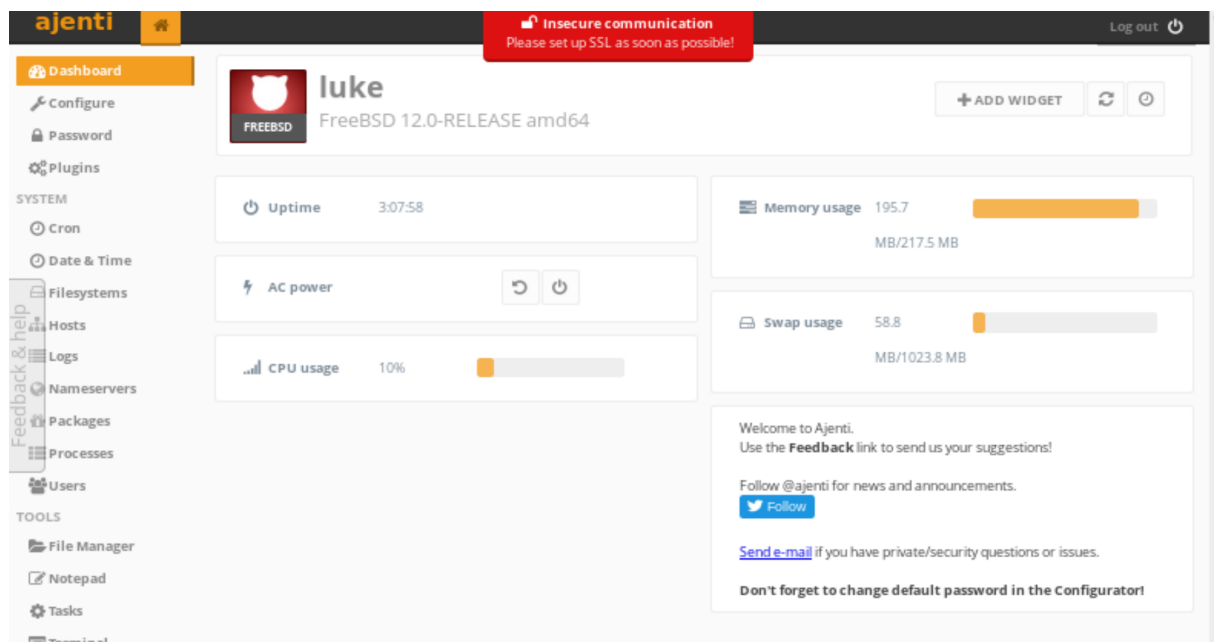 ajenti
Insecure communication
Please set up SSL as soon as possible!
Log out
Dashboard
Configure
Password
Plugins
SYSTEM
Cron
Date & Time
Filesystems
Hosts
Logs
Nameservers
Packages
Processes
Users
TOOLS
File Manager
Notepad
Tasks
Terminal
Feedback & help
FREEBSD
luke
FreeBSD 12.0-RELEASE amd64
ADD WIDGET
Uptime 3:07:58
AC power
CPU usage 10%
Memory usage 195.7
MB/217.5 MB
Swap usage 58.8
MB/1023.8 MB
Welcome to Ajenti.
Use the Feedback link to send us your suggestions!
Follow @ajenti for news and announcements.
Follow
Send e-mail if you have private/security questions or issues.
Don't forget to change default password in the Configurator!